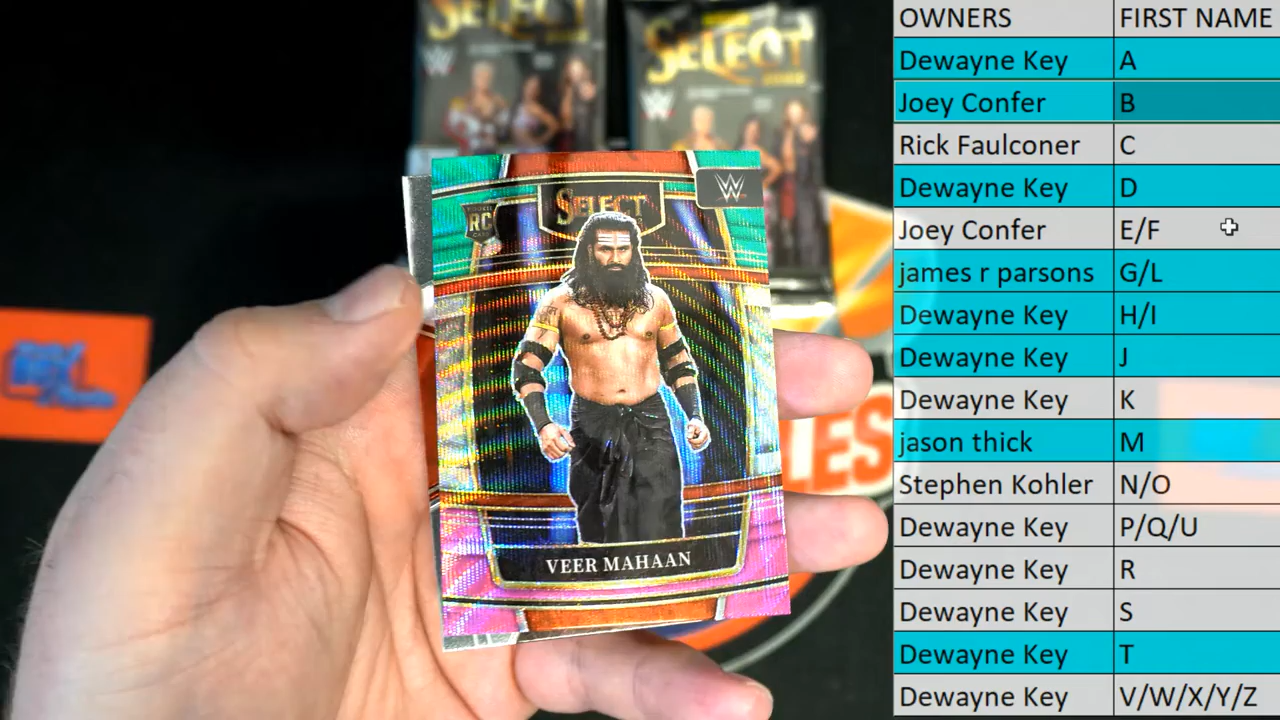 SELECT
SELECT
W
W
W
SELECT
RC
VEER MAHAAN
LES
OWNERS FIRST NAME
Dewayne Key A
Joey Confer B
Rick Faulconer C
Dewayne Key D
Joey Confer E/F
james r parsons G/L
Dewayne Key H/I
Dewayne Key J
Dewayne Key K
jason thick M
Stephen Kohler N/O
Dewayne Key P/Q/U
Dewayne Key R
Dewayne Key S
Dewayne Key T
Dewayne Key V/W/X/Y/Z